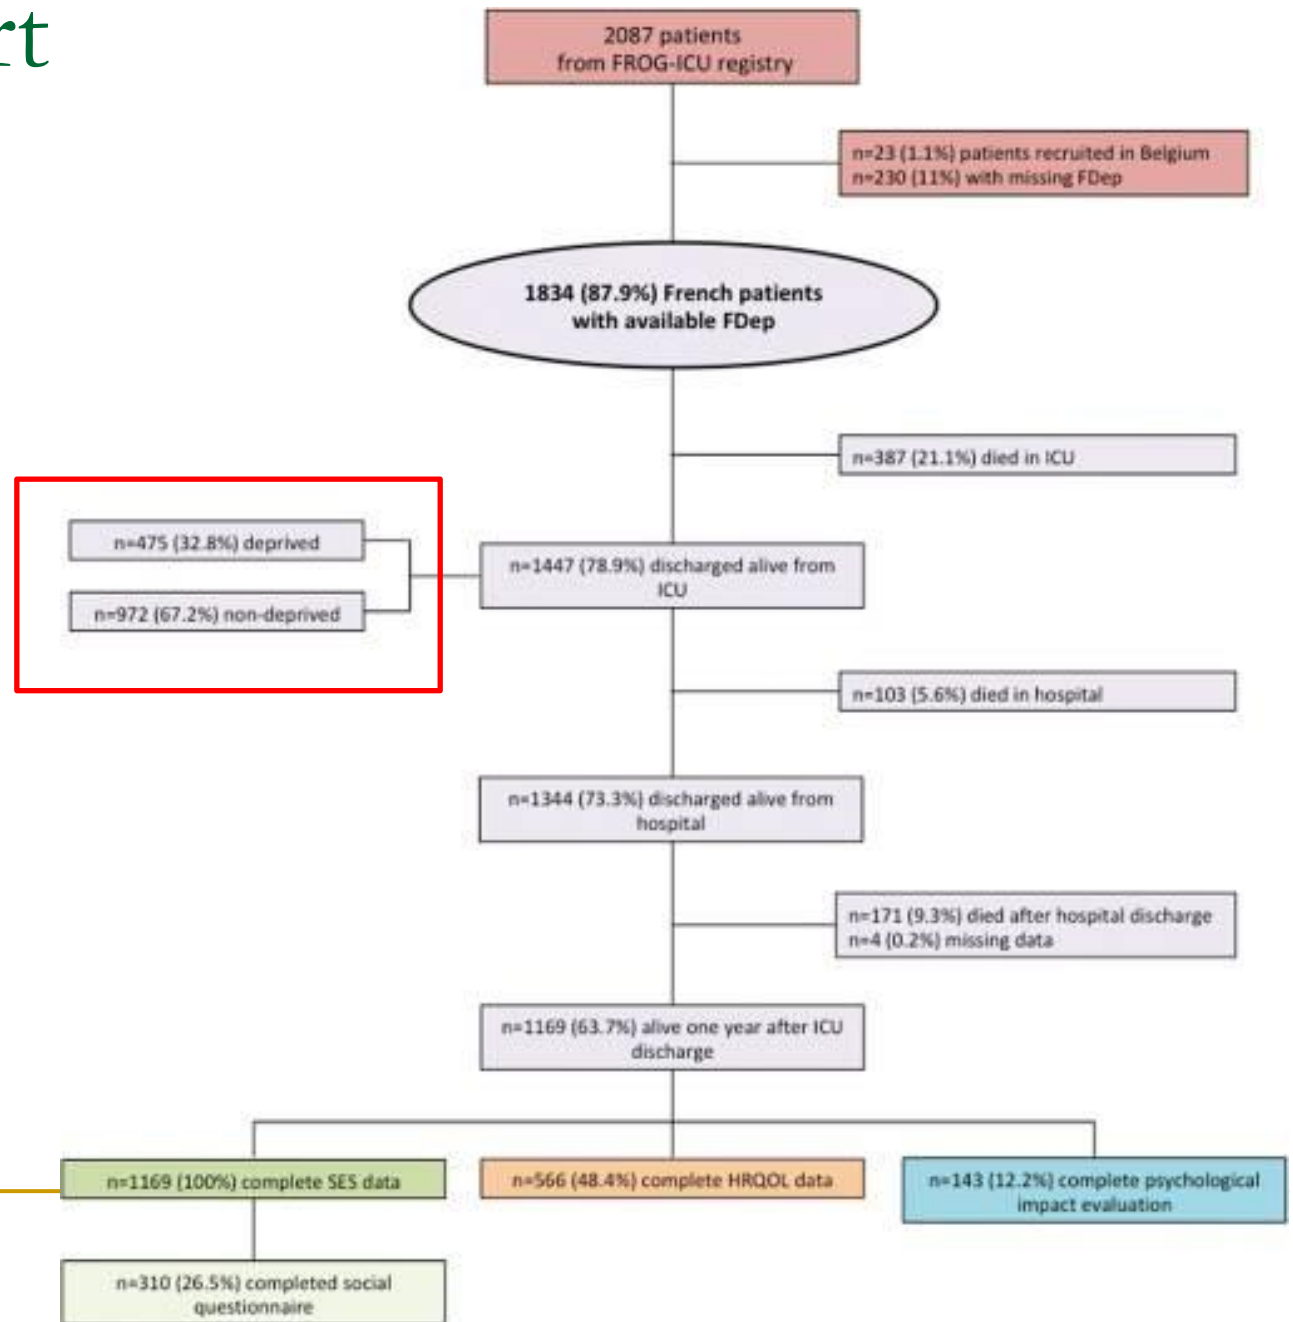 rt
2087 patients
from FROG-ICU registry
n=23 (1.1%) patients recruited in Belgium
n=230 (11%) with missing FDep
1834 (87.9%) French patients
with available FDep
n=387 (21.1%) died in ICU
n=475 (32.8%) deprived
n=972 (67.2%) non-deprived
n=1447 (78.9%) discharged alive from
ICU
n=103 (5.6%) died in hospital
n=1344 (73.3%) discharged alive from
hospital
n=171 (9.3%) died after hospital discharge
n=4 (0.2%) missing data
n=1169 (63.7%) alive one year after ICU
discharge
n=1169 (100%) complete SES data
n=566 (48.4%) complete HRQOL data
n=143 (12.2%) complete psychological
impact evaluation
n=310 (26.5%) completed social
questionnaire